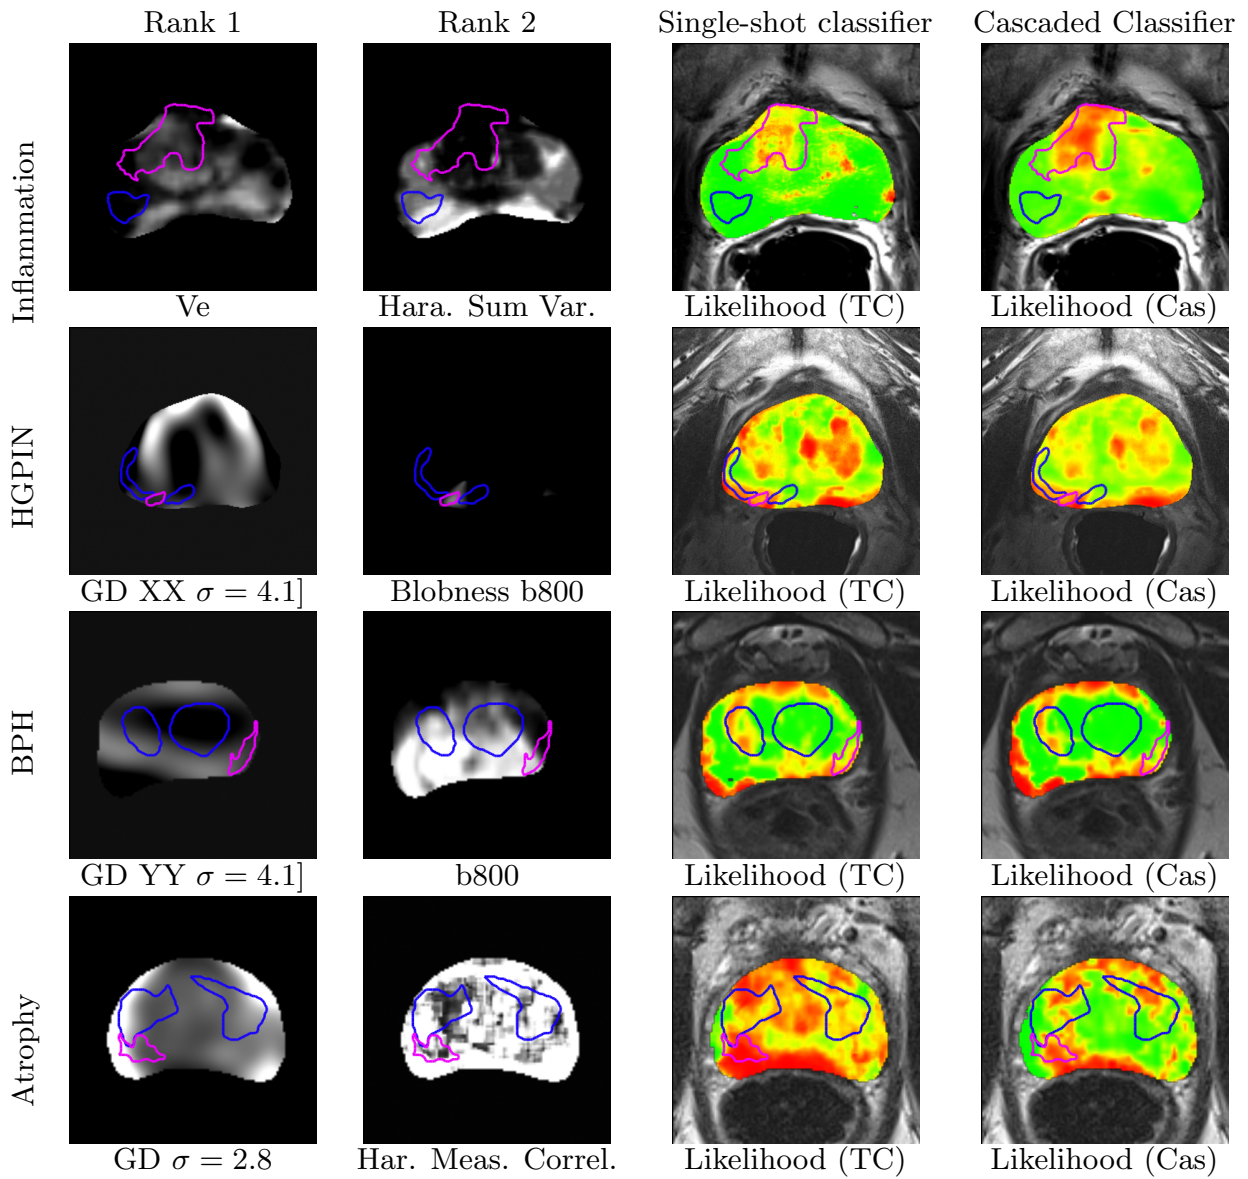 Rank 1 Rank 2 Single-shot classifier Cascaded Classifier
Inflammation
Ve Hara. Sum Var. Likelihood (TC) Likelihood (Cas)
HGPIN
GD XX σ = 4.1] Blobness b800 Likelihood (TC) Likelihood (Cas)
BPH
GD YY σ = 4.1] b800 Likelihood (TC) Likelihood (Cas)
Atrophy
GD σ = 2.8 Har. Meas. Correl. Likelihood (TC) Likelihood (Cas)